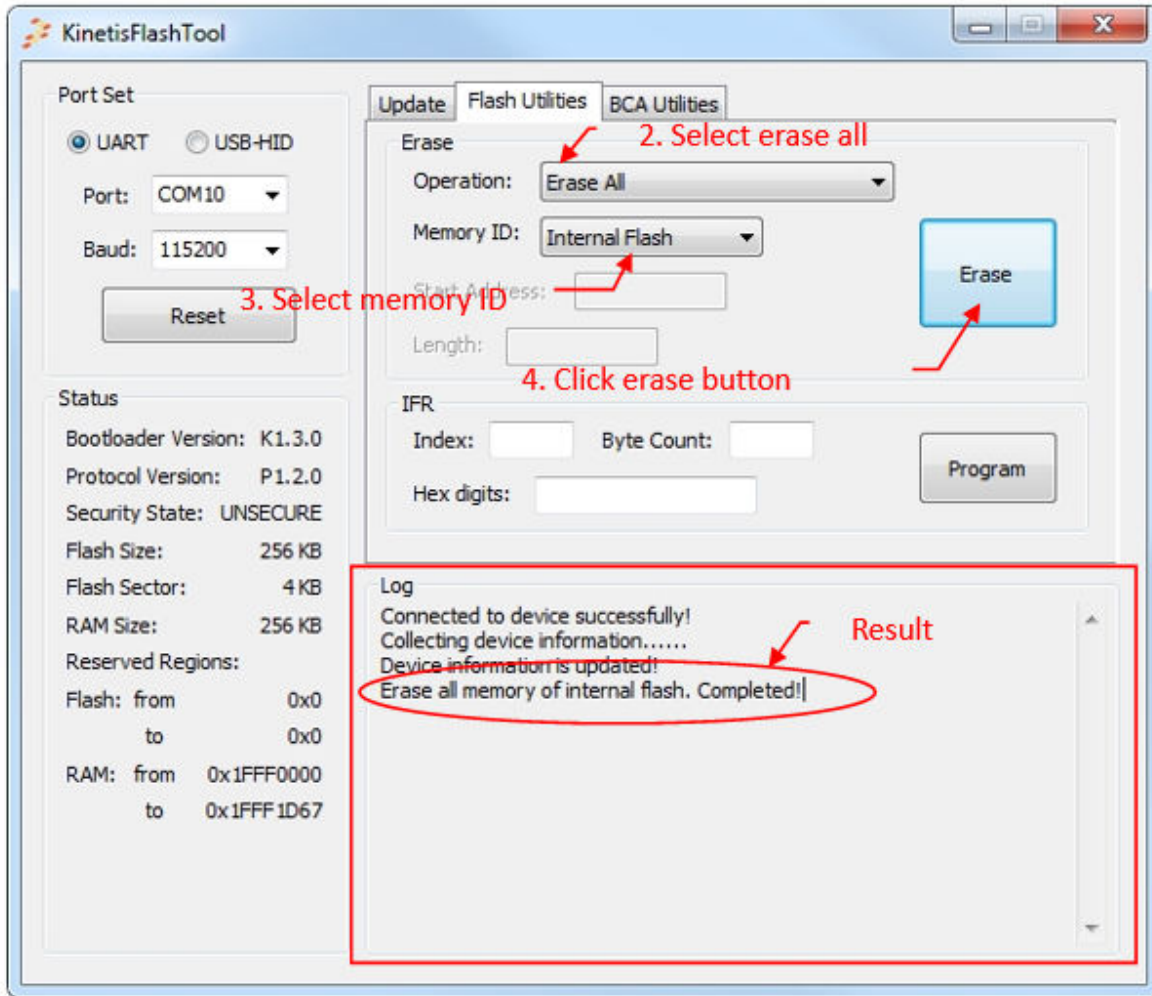 KinetisFlashTool
Port Set
UART USB-HID
Port: COM10
Baud: 115200
Reset
Update Flash Utilities BCA Utilities
2. Select erase all
Erase
Operation: Erase All
Memory ID: Internal Flash
3. Select memory ID
Start Address:
Length:
Erase
4. Click erase button
IFR
Index: Byte Count:
Hex digits:
Program
Status
Bootloader Version: K1.3.0
Protocol Version: P1.2.0
Security State: UNSECURE
Flash Size: 256 KB
Flash Sector: 4 KB
RAM Size: 256 KB
Reserved Regions:
Flash: from 0x0
to 0x0
RAM: from 0x1FFF0000
to 0x1FFF1D67
Log
Connected to device successfully!
Collecting device information......
Device information is updated!
Erase all memory of internal flash. Completed!
Result